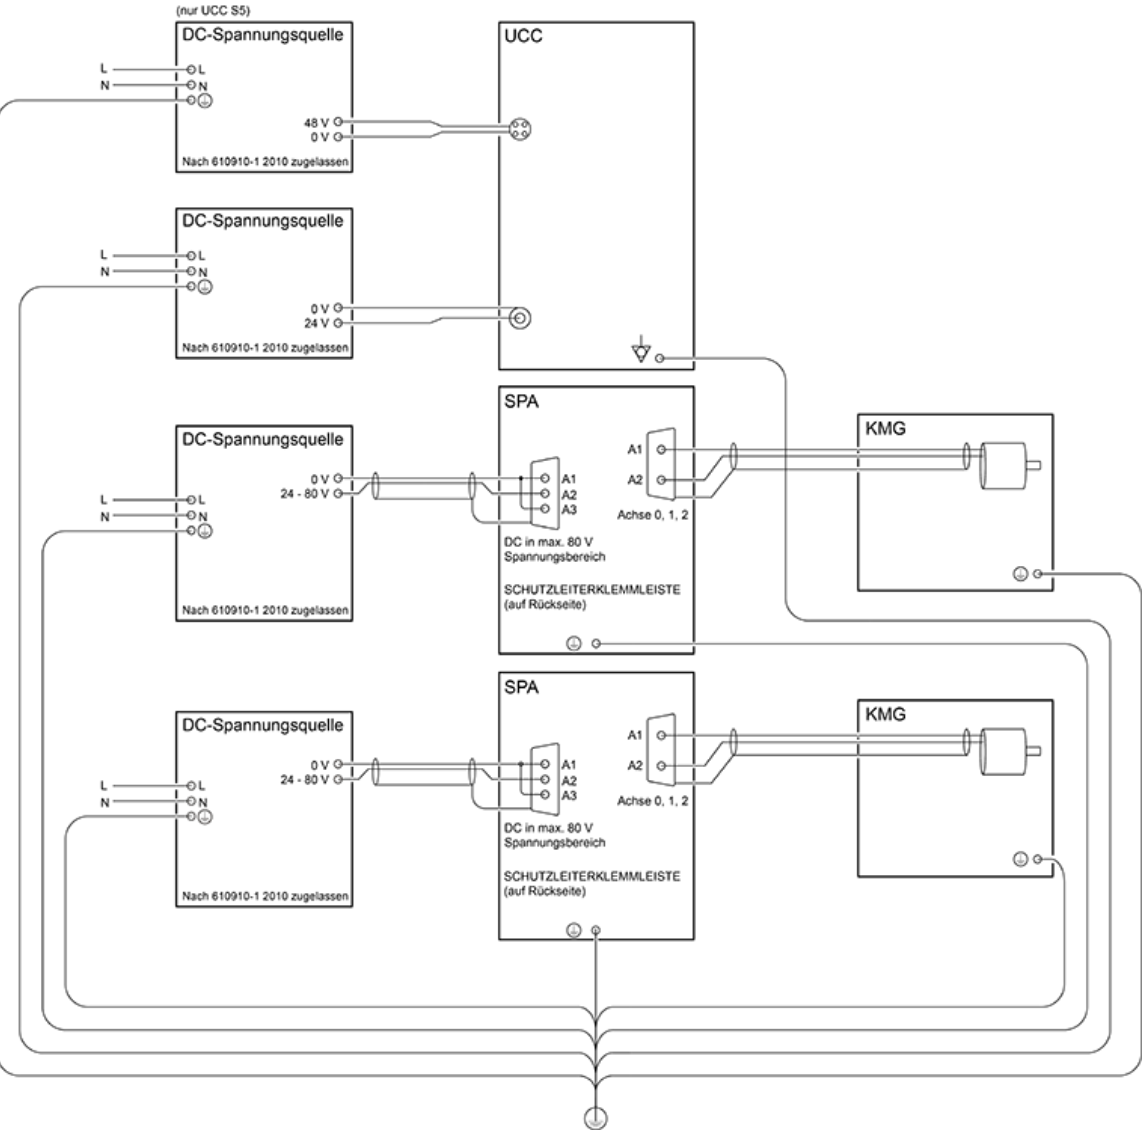 (nur UCC S5)
DC-Spannungsquelle
L L
N N
48 V
0 V
Nach 610910-1 2010 zugelassen
UCC
DC-Spannungsquelle
L L
N N
0 V
24 V
Nach 610910-1 2010 zugelassen
DC-Spannungsquelle
0 V
24 - 80 V
L L
N N
Nach 610910-1 2010 zugelassen
SPA
A1
A2
A3
A1
A2
Achse 0, 1, 2
DC in max. 80 V
Spannungsbereich
SCHUTZLEITERKLEMMLEISTE
(auf Rückseite)
KMG
DC-Spannungsquelle
0 V
24 - 80 V
L L
N N
Nach 610910-1 2010 zugelassen
SPA
A1
A2
A3
A1
A2
Achse 0, 1, 2
DC in max. 80 V
Spannungsbereich
SCHUTZLEITERKLEMMLEISTE
(auf Rückseite)
KMG